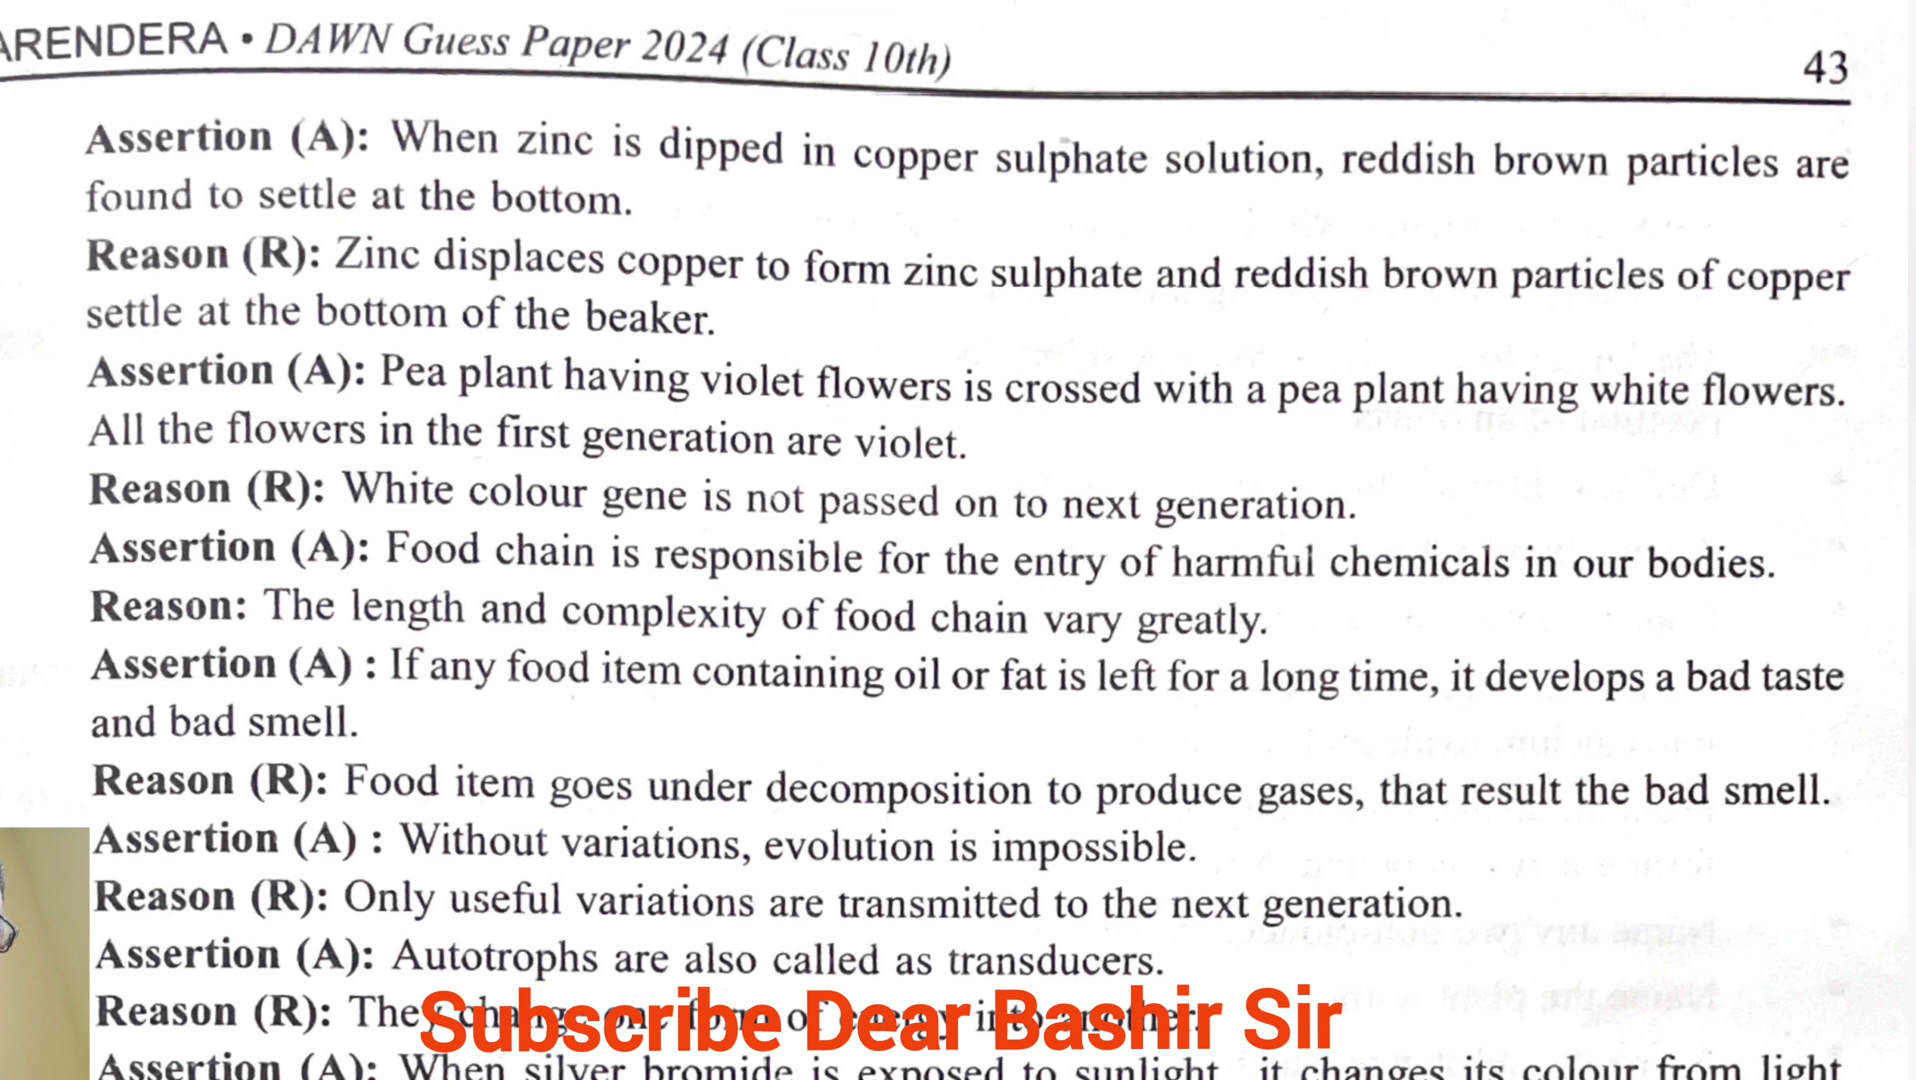 ARENDERA • DAWN Guess Paper 2024 (Class 10th)
43
Assertion (A): When zinc is dipped in copper sulphate solution, reddish brown particles are
found to settle at the bottom.
Reason (R): Zinc displaces copper to form zinc sulphate and reddish brown particles of copper
settle at the bottom of the beaker.
Assertion (A): Pea plant having violet flowers is crossed with a pea plant having white flowers.
All the flowers in the first generation are violet.
Reason (R): White colour gene is not passed on to next generation.
Assertion (A): Food chain is responsible for the entry of harmful chemicals in our bodies.
Reason: The length and complexity of food chain vary greatly.
Assertion (A) : If any food item containing oil or fat is left for a long time, it develops a bad taste
and bad smell.
Reason (R): Food item goes under decomposition to produce gases, that result the bad smell.
Assertion (A) : Without variations, evolution is impossible.
Reason (R): Only useful variations are transmitted to the next generation.
Assertion (A): Autotrophs are also called as transducers.
Reason (R): They of
Subscribe Dear Bashir Sir
Assertion (A): When silver bromide is exposed to sunlight, it changes its colour from light